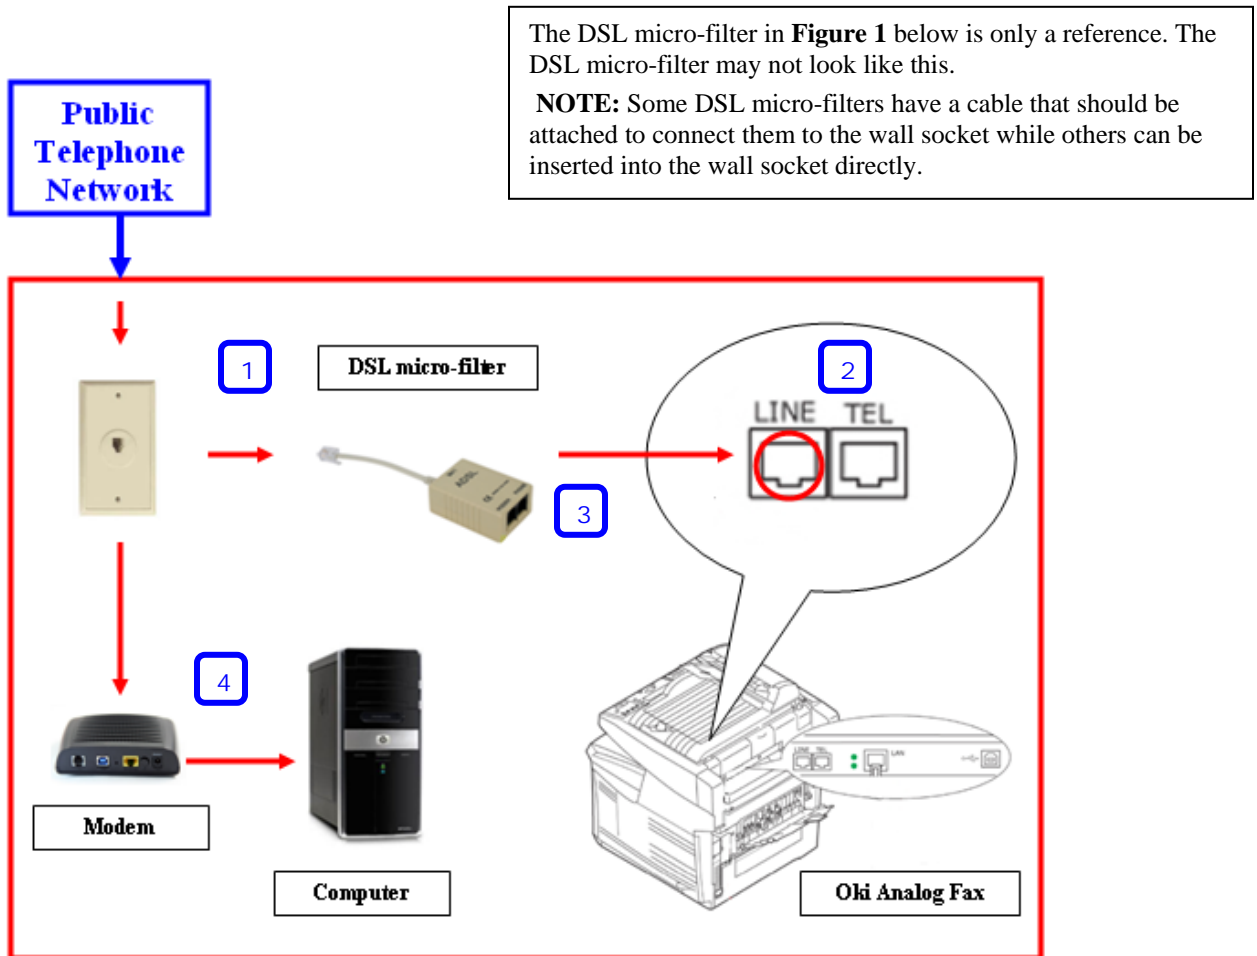 The DSL micro-filter in Figure 1 below is only a reference. The
DSL micro-filter may not look like this.
NOTE: Some DSL micro-filters have a cable that should be
attached to connect them to the wall socket while others can be
inserted into the wall socket directly.
Public
Telephone
Network
1
DSL micro-filter
2
LINE TEL
ADSL
3
4
LINE TEL
LAN
Modem
Computer
Oki Analog Fax